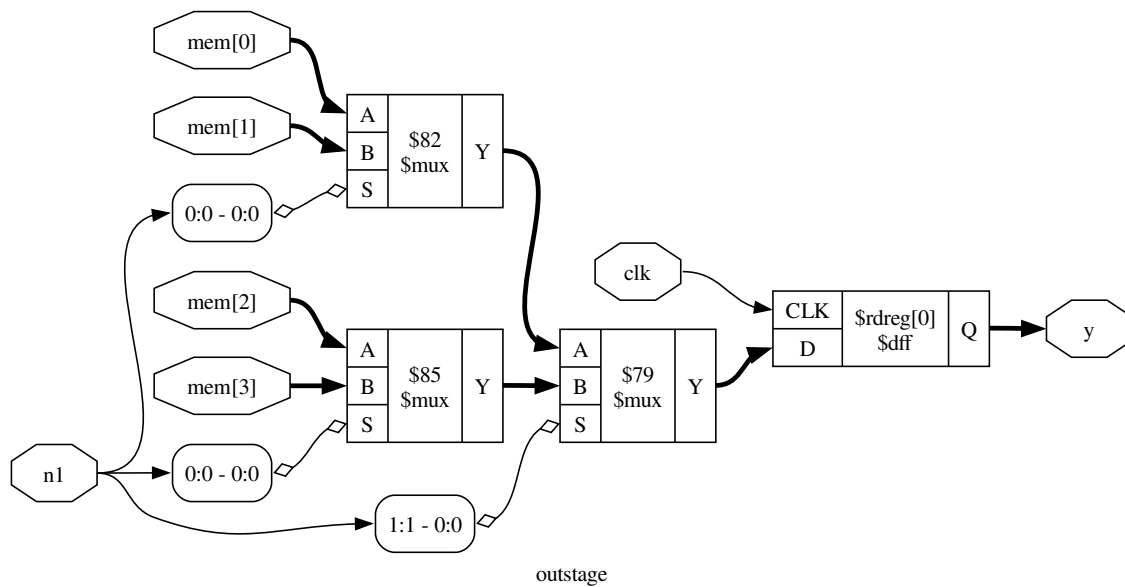 mem[0]
mem[1]
A
B
S
$82
$mux
Y
0:0 - 0:0
mem[2]
mem[3]
A
B
S
$85
$mux
Y
n1
0:0 - 0:0
1:1 - 0:0
A
B
S
$79
$mux
Y
clk
CLK
D
$rdreg[0]
$dff
Q
y
outstage